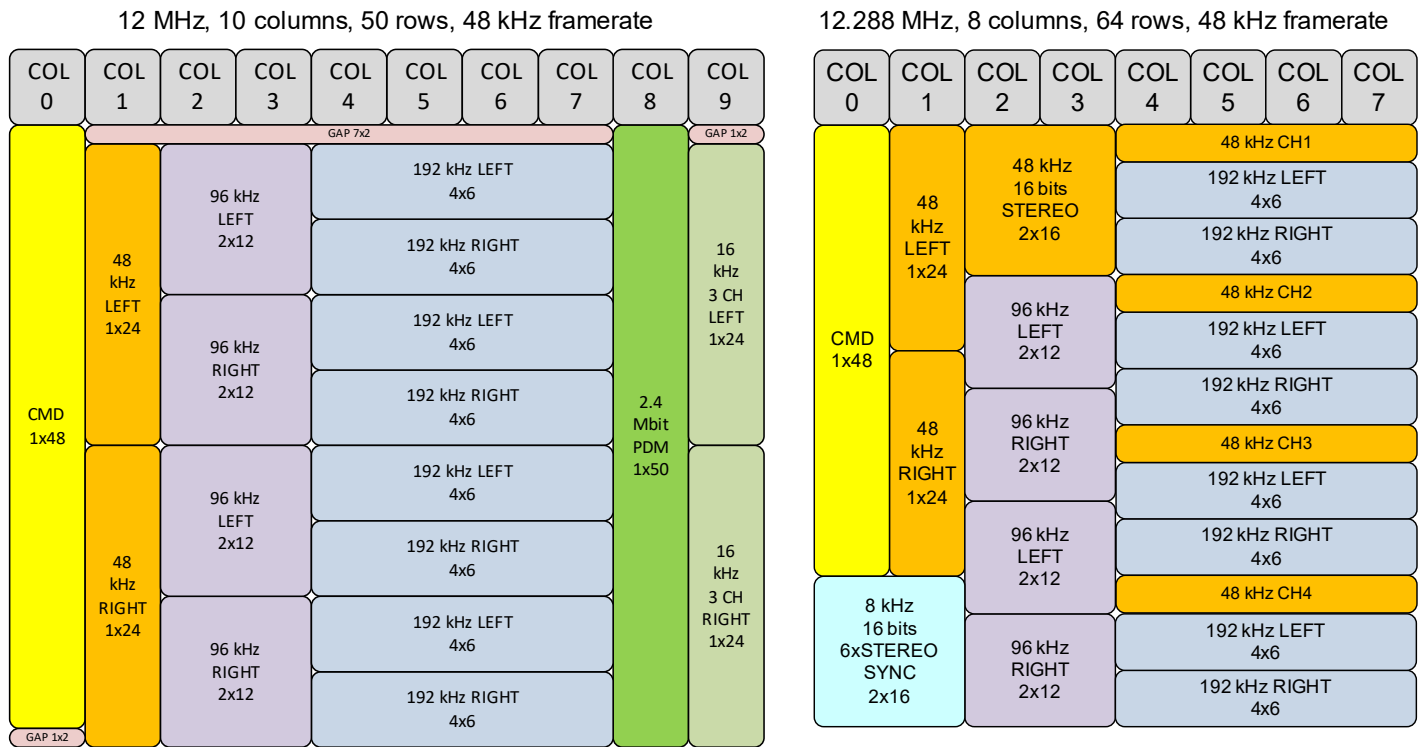 12 MHz, 10 columns, 50 rows, 48 kHz framerate
COL
0
COL
1
COL
2
COL
3
COL
4
COL
5
COL
6
COL
7
COL
8
COL
9
CMD
1x48
GAP 1x2
GAP 7x2
48
kHz
LEFT
1x24
48
kHz
RIGHT
1x24
96 kHz
LEFT
2x12
96 kHz
RIGHT
2x12
96 kHz
LEFT
2x12
96 kHz
RIGHT
2x12
192 kHz LEFT
4x6
192 kHz RIGHT
4x6
192 kHz LEFT
4x6
192 kHz RIGHT
4x6
192 kHz LEFT
4x6
192 kHz RIGHT
4x6
192 kHz LEFT
4x6
192 kHz RIGHT
4x6
2.4
Mbit
PDM
1x50
GAP 1x2
16
kHz
3 CH
LEFT
1x24
16
kHz
3 CH
RIGHT
1x24
12.288 MHz, 8 columns, 64 rows, 48 kHz framerate
COL
0
COL
1
COL
2
COL
3
COL
4
COL
5
COL
6
COL
7
CMD
1x48
8 kHz
16 bits
6xSTEREO
SYNC
2x16
48
kHz
LEFT
1x24
48
kHz
RIGHT
1x24
48 kHz
16 bits
STEREO
2x16
96 kHz
LEFT
2x12
96 kHz
RIGHT
2x12
96 kHz
LEFT
2x12
96 kHz
RIGHT
2x12
48 kHz CH1
192 kHz LEFT
4x6
192 kHz RIGHT
4x6
48 kHz CH2
192 kHz LEFT
4x6
192 kHz RIGHT
4x6
48 kHz CH3
192 kHz LEFT
4x6
192 kHz RIGHT
4x6
48 kHz CH4
192 kHz LEFT
4x6
192 kHz RIGHT
4x6